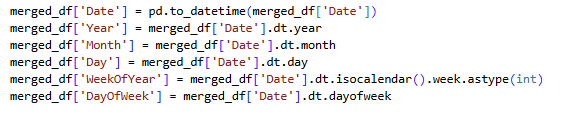 merged_df['Date'] = pd.to_datetime(merged_df['Date'])
merged_df['Year'] = merged_df['Date'].dt.year
merged_df['Month'] = merged_df['Date'].dt.month
merged_df['Day'] = merged_df['Date'].dt.day
merged_df['WeekOfYear'] = merged_df['Date'].dt.isocalendar().week.astype(int)
merged_df['DayOfWeek'] = merged_df['Date'].dt.dayofweek